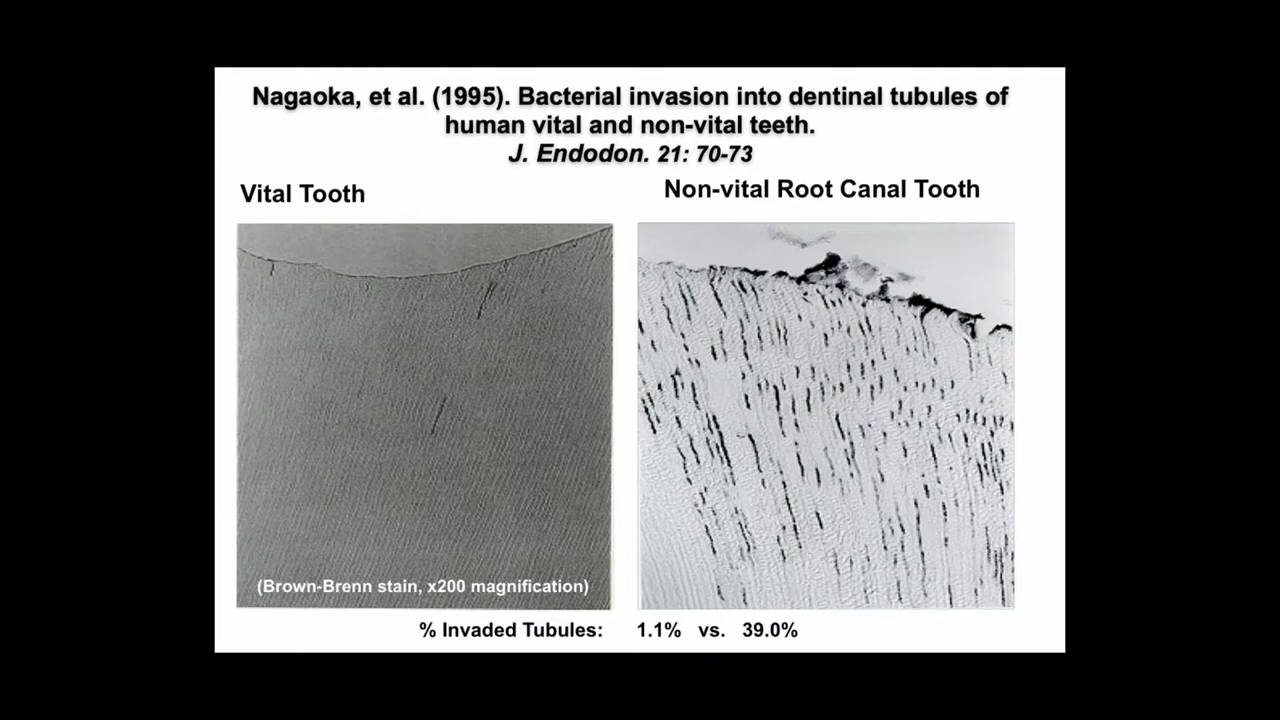 Nagaoka, et al. (1995). Bacterial invasion into dentinal tubules of
human vital and non-vital teeth.
J. Endodon. 21: 70-73
Vital Tooth
Non-vital Root Canal Tooth
(Brown-Brenn stain, x200 magnification)
% Invaded Tubules: 1.1% vs. 39.0%